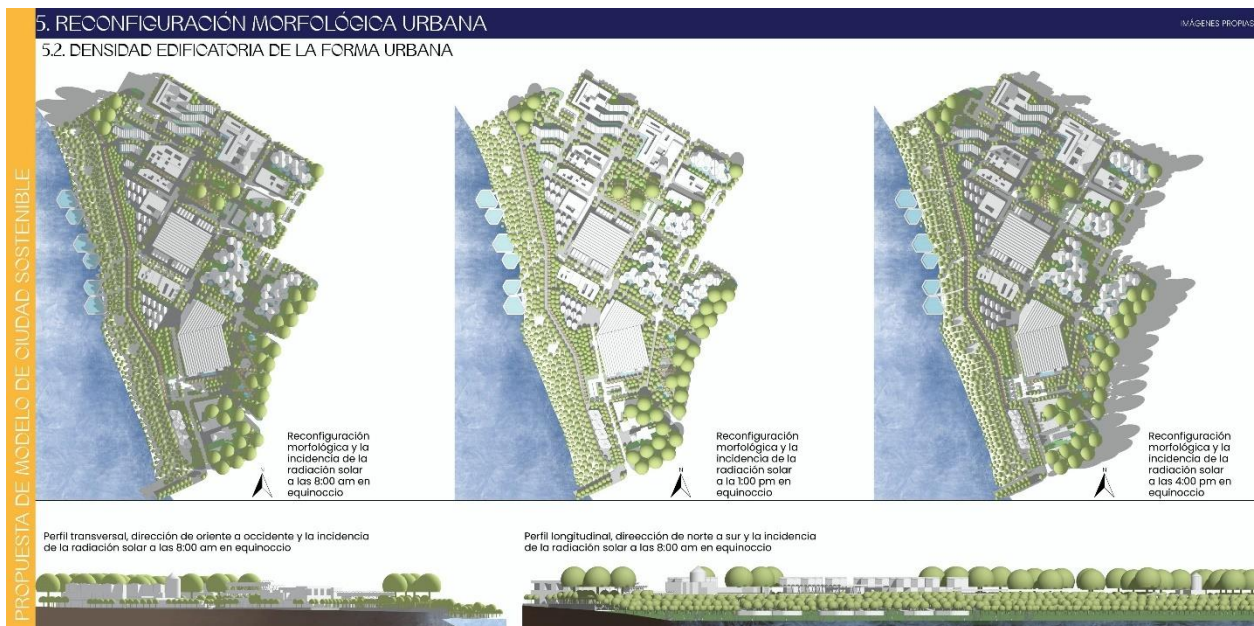 5. RECONFIGURACIÓN MORFOLÓGICA URBANA
IMÁGENES PROPIAS
5.2. DENSIDAD EDIFICATORIA DE LA FORMA URBANA
PROPUESTA DE MODELO DE CIUDAD SOSTENIBLE
Reconfiguración
morfológica y la
incidencia de la
radiación solar
a las 8:00 am en
equinoccio
N
Reconfiguración
morfológica y la
incidencia de la
radiación solar
a la 1:00 pm en
equinoccio
N
Reconfiguración
morfológica y la
incidencia de la
radiación solar
a las 4:00 pm en
equinoccio
N
Perfil transversal, dirección de oriente a occidente y la incidencia
de la radiación solar a las 8:00 am en equinoccio
Perfil longitudinal, direección de norte a sur y la incidencia
de la radiación solar a las 8:00 am en equinoccio